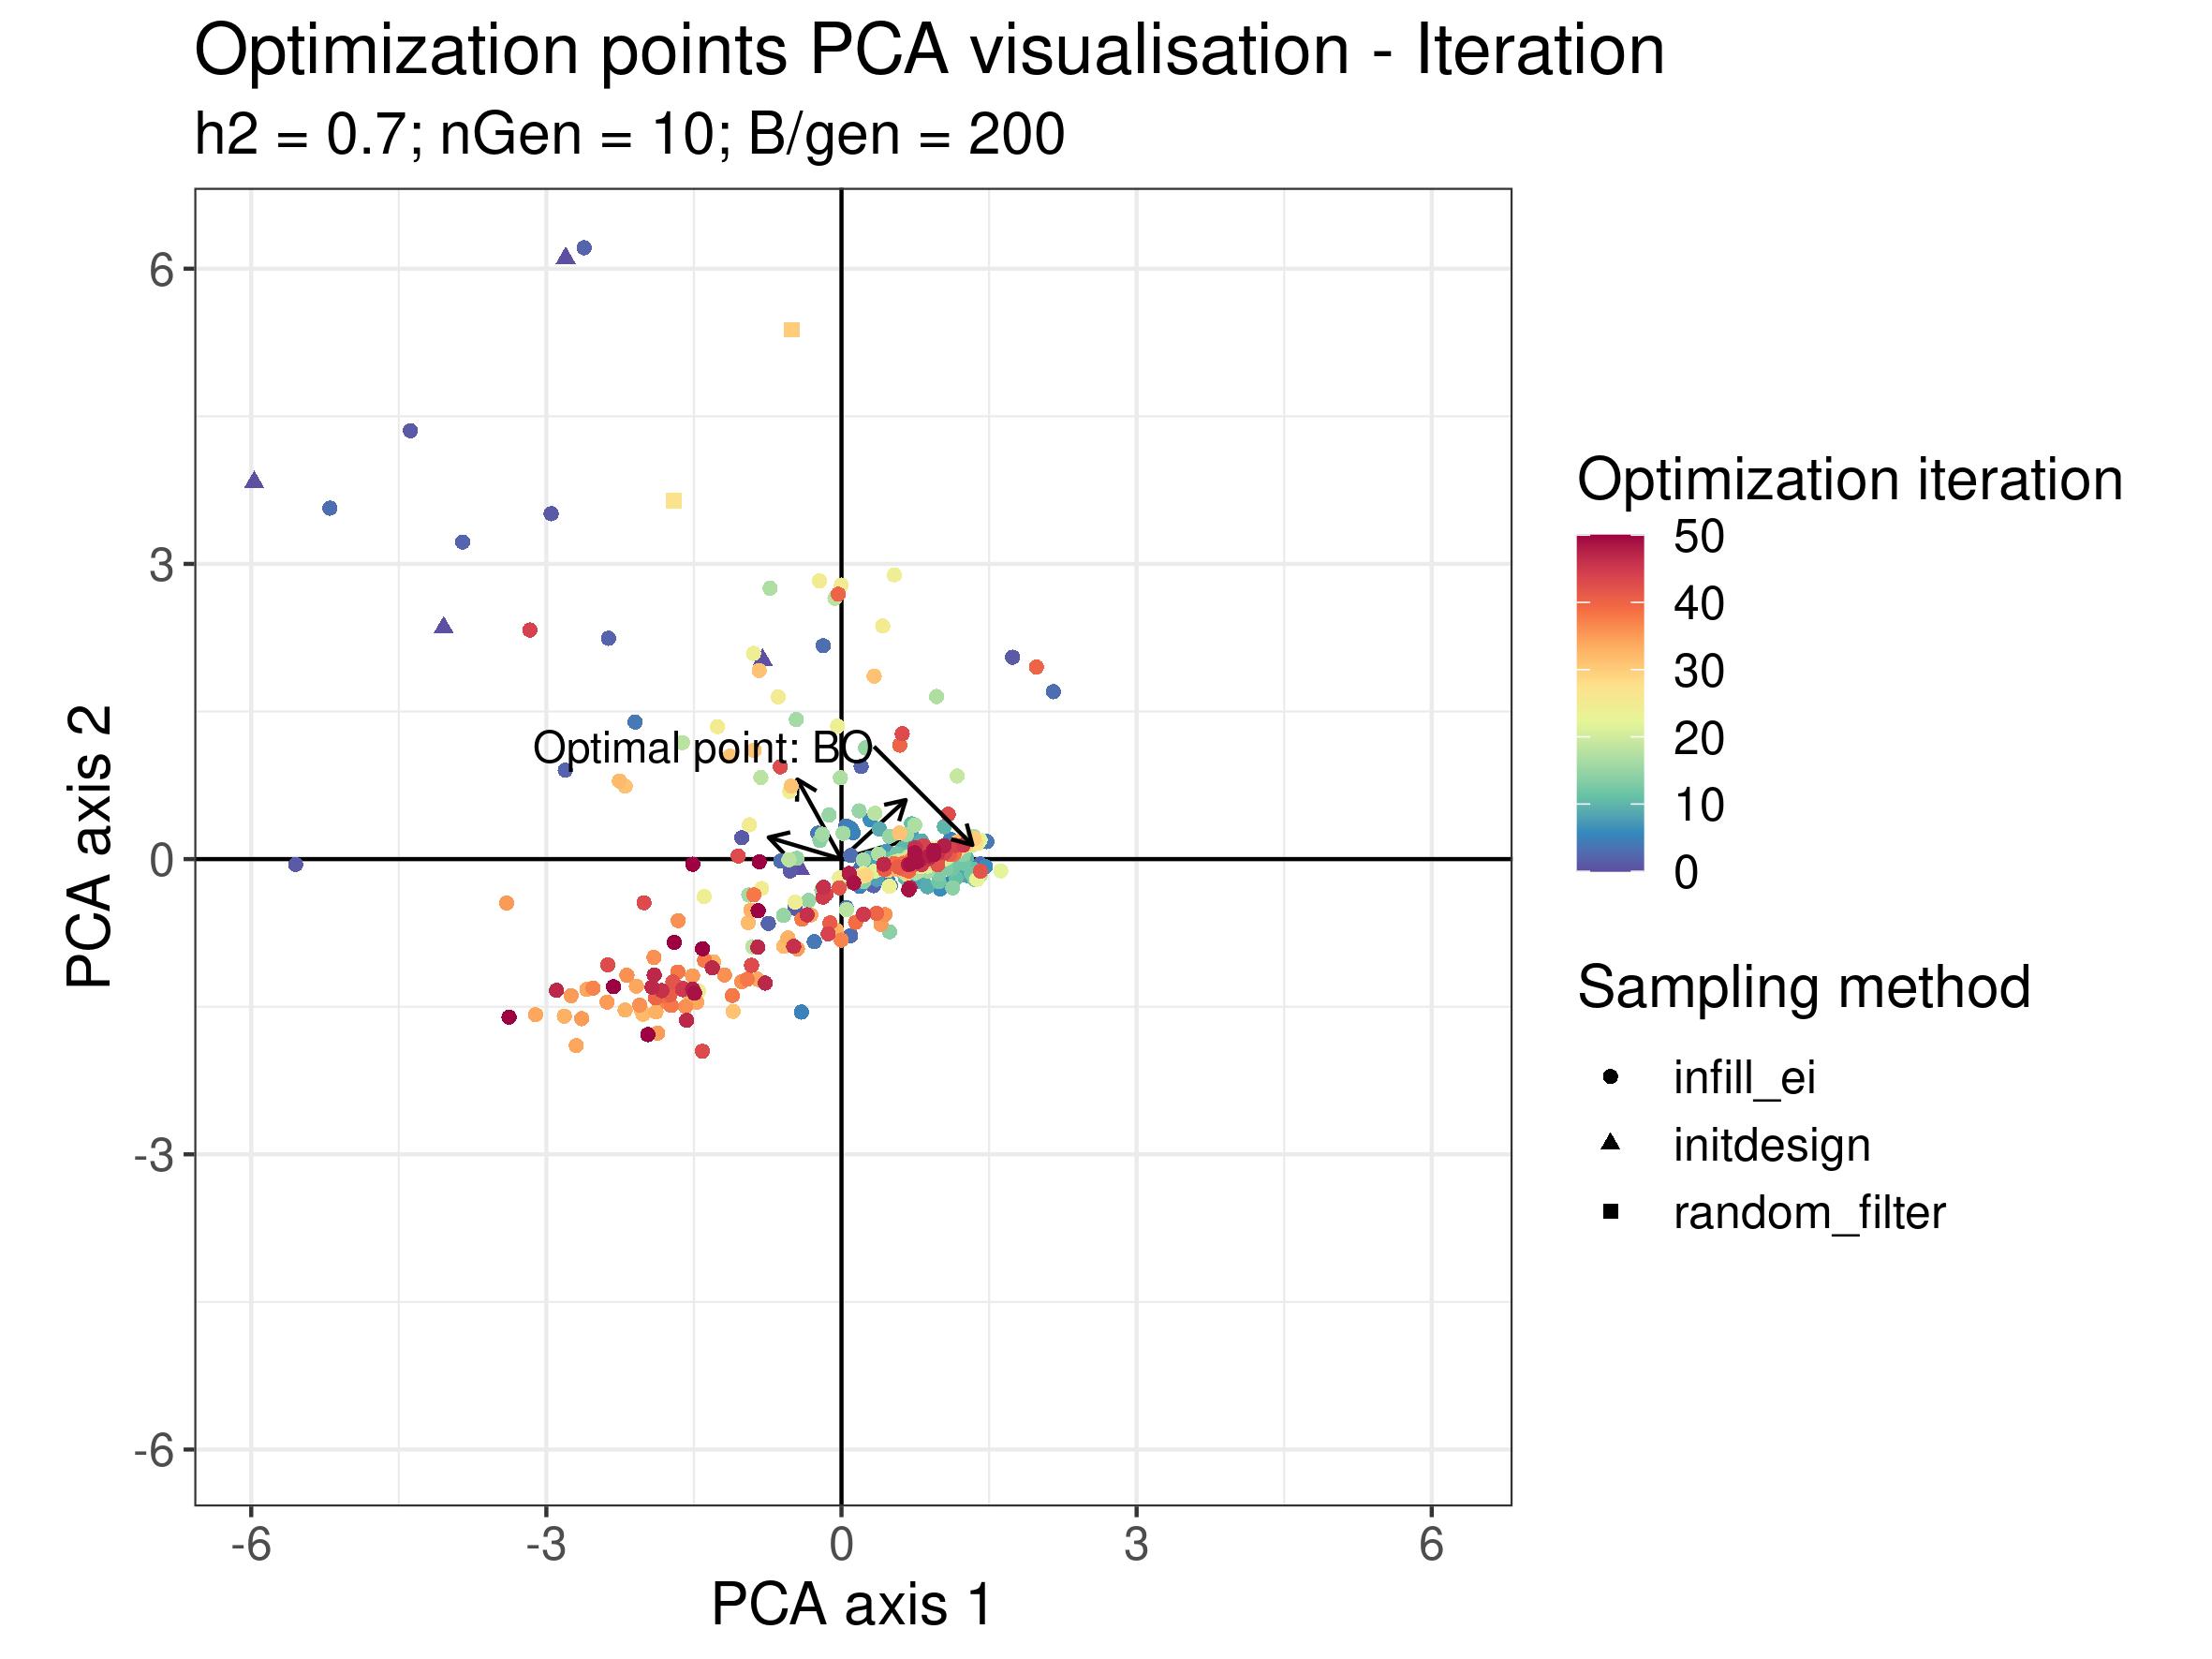 Optimization points PCA visualisation - Iteration
h2 = 0.7; nGen = 10; B/gen = 200
PCA axis 2
6
3
0
-3
-6
Optimal point: BO
-6
-3
0
3
6
PCA axis 1
Optimization iteration
50
40
30
20
10
0
Sampling method
infill_ei
initdesign
random_filter